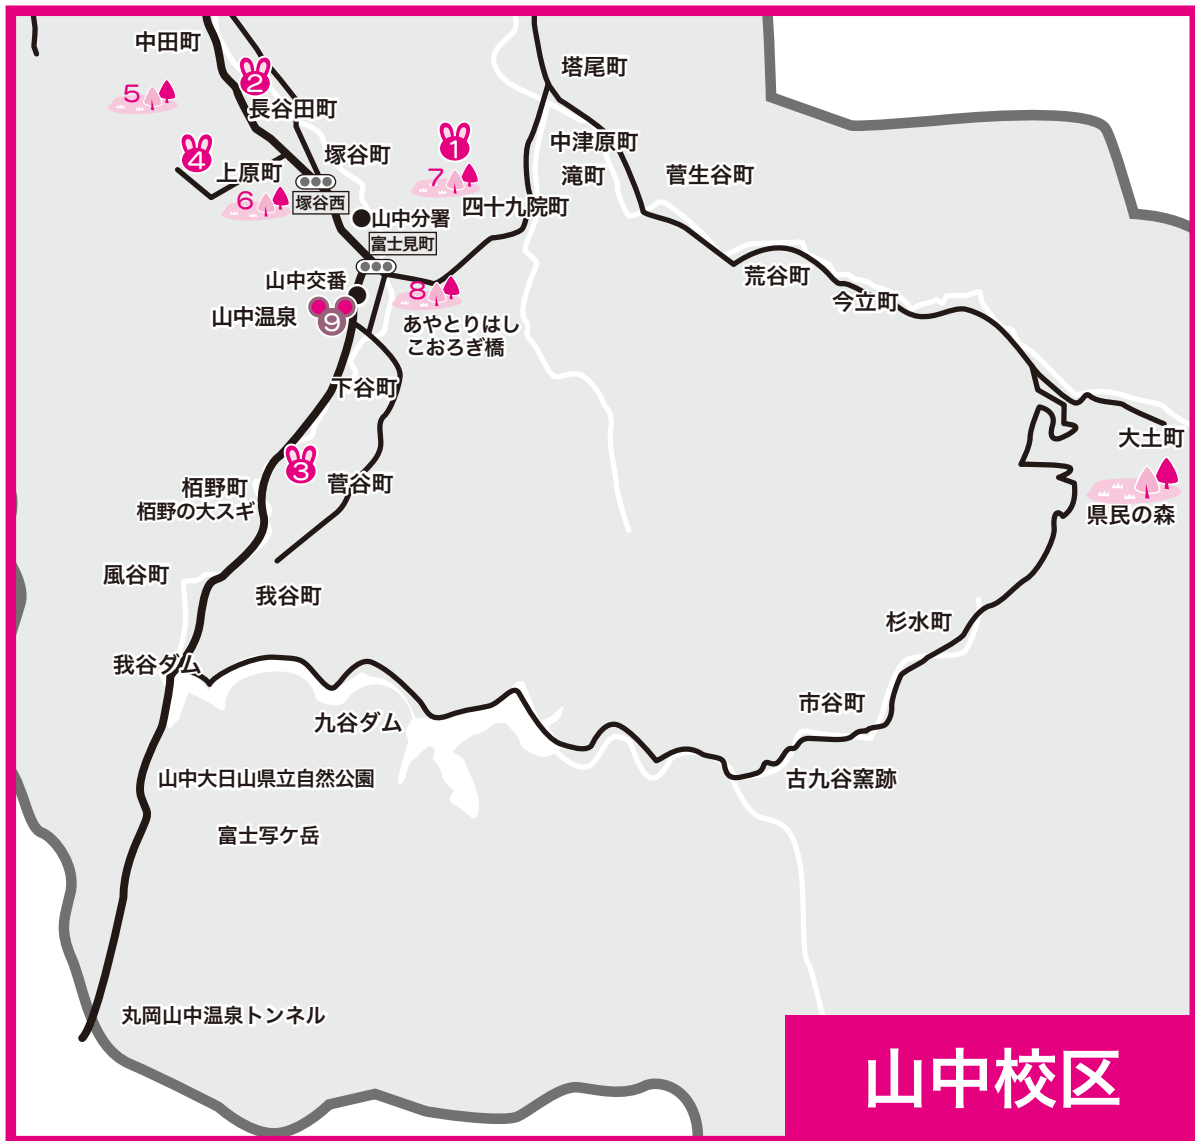 中田町
塔尾町
2
5
長谷田町
中津原町
1
4
塚谷町
上原町
7
滝町
菅生谷町
塚谷西
6
四十九院町
山中分署
富士見町
荒谷町
山中交番
8
今立町
山中温泉
9
あやとりはし
こおろぎ橋
下谷町
大土町
3
菅谷町
栢野町
栢野の大スギ
県民の森
風谷町
我谷町
杉水町
我谷ダム
市谷町
九谷ダム
山中大日山県立自然公園
古九谷窯跡
富士写ケ岳
丸岡山中温泉トンネル
山中校区